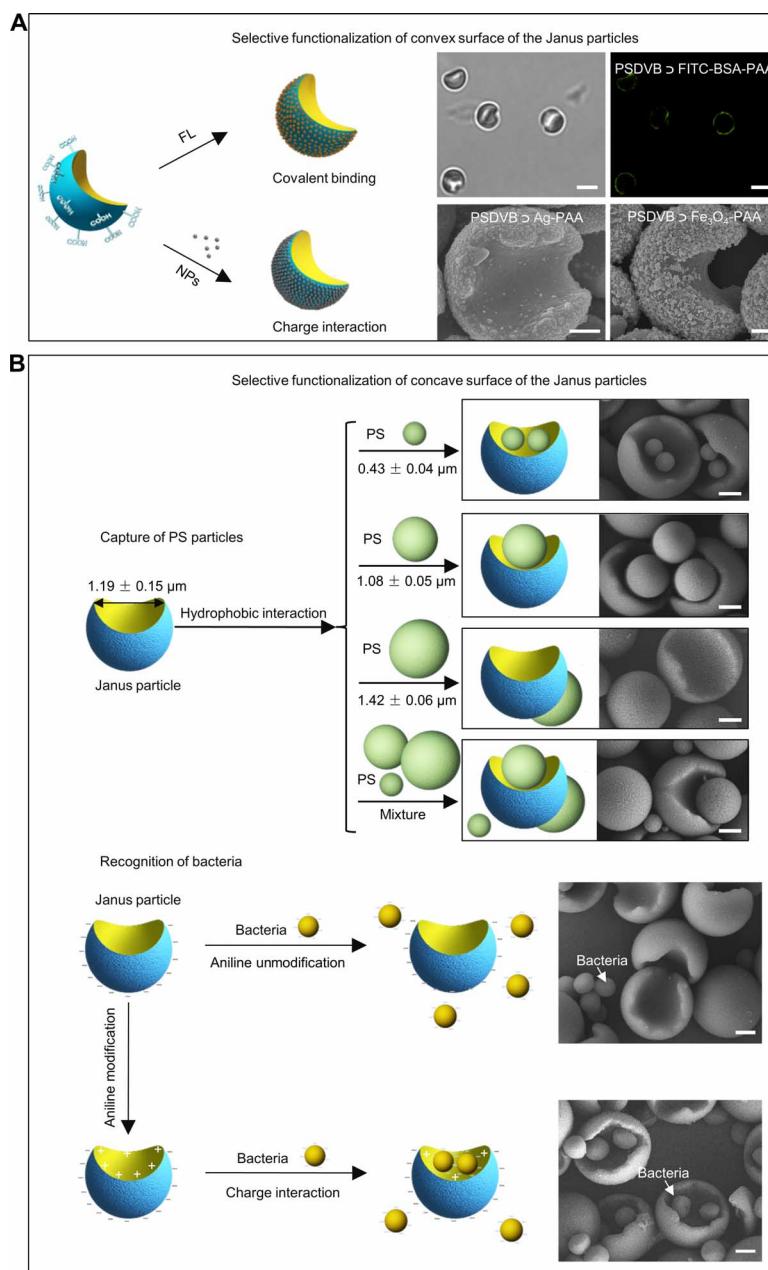 A
Selective functionalization of convex surface of the Janus particles
COOH
FL
Covalent binding
NPs
Charge interaction
PSDVB ⊃ FITC-BSA-PAA
PSDVB ⊃ Ag-PAA
PSDVB ⊃ Fe₃O₄-PAA
B
Selective functionalization of concave surface of the Janus particles
Capture of PS particles
1.19 ± 0.15 µm
Janus particle
Hydrophobic interaction
PS
0.43 ± 0.04 µm
PS
1.08 ± 0.05 µm
PS
1.42 ± 0.06 µm
PS
Mixture
Recognition of bacteria
Janus particle
Bacteria
Aniline unmodification
Bacteria
Aniline modification
Bacteria
Charge interaction
Bacteria